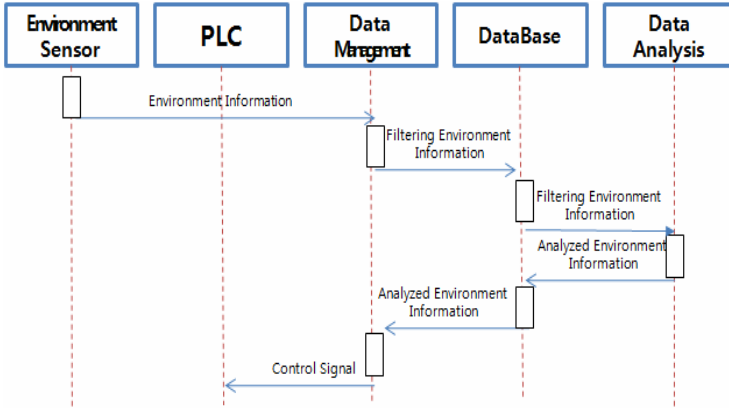 Environment
Sensor
PLC
Data
Management
DataBase
Data
Analysis
Environment Information
Filtering Environment
Information
Filtering Environment
Information
Analyzed Environment
Information
Analyzed Environment
Information
Control Signal